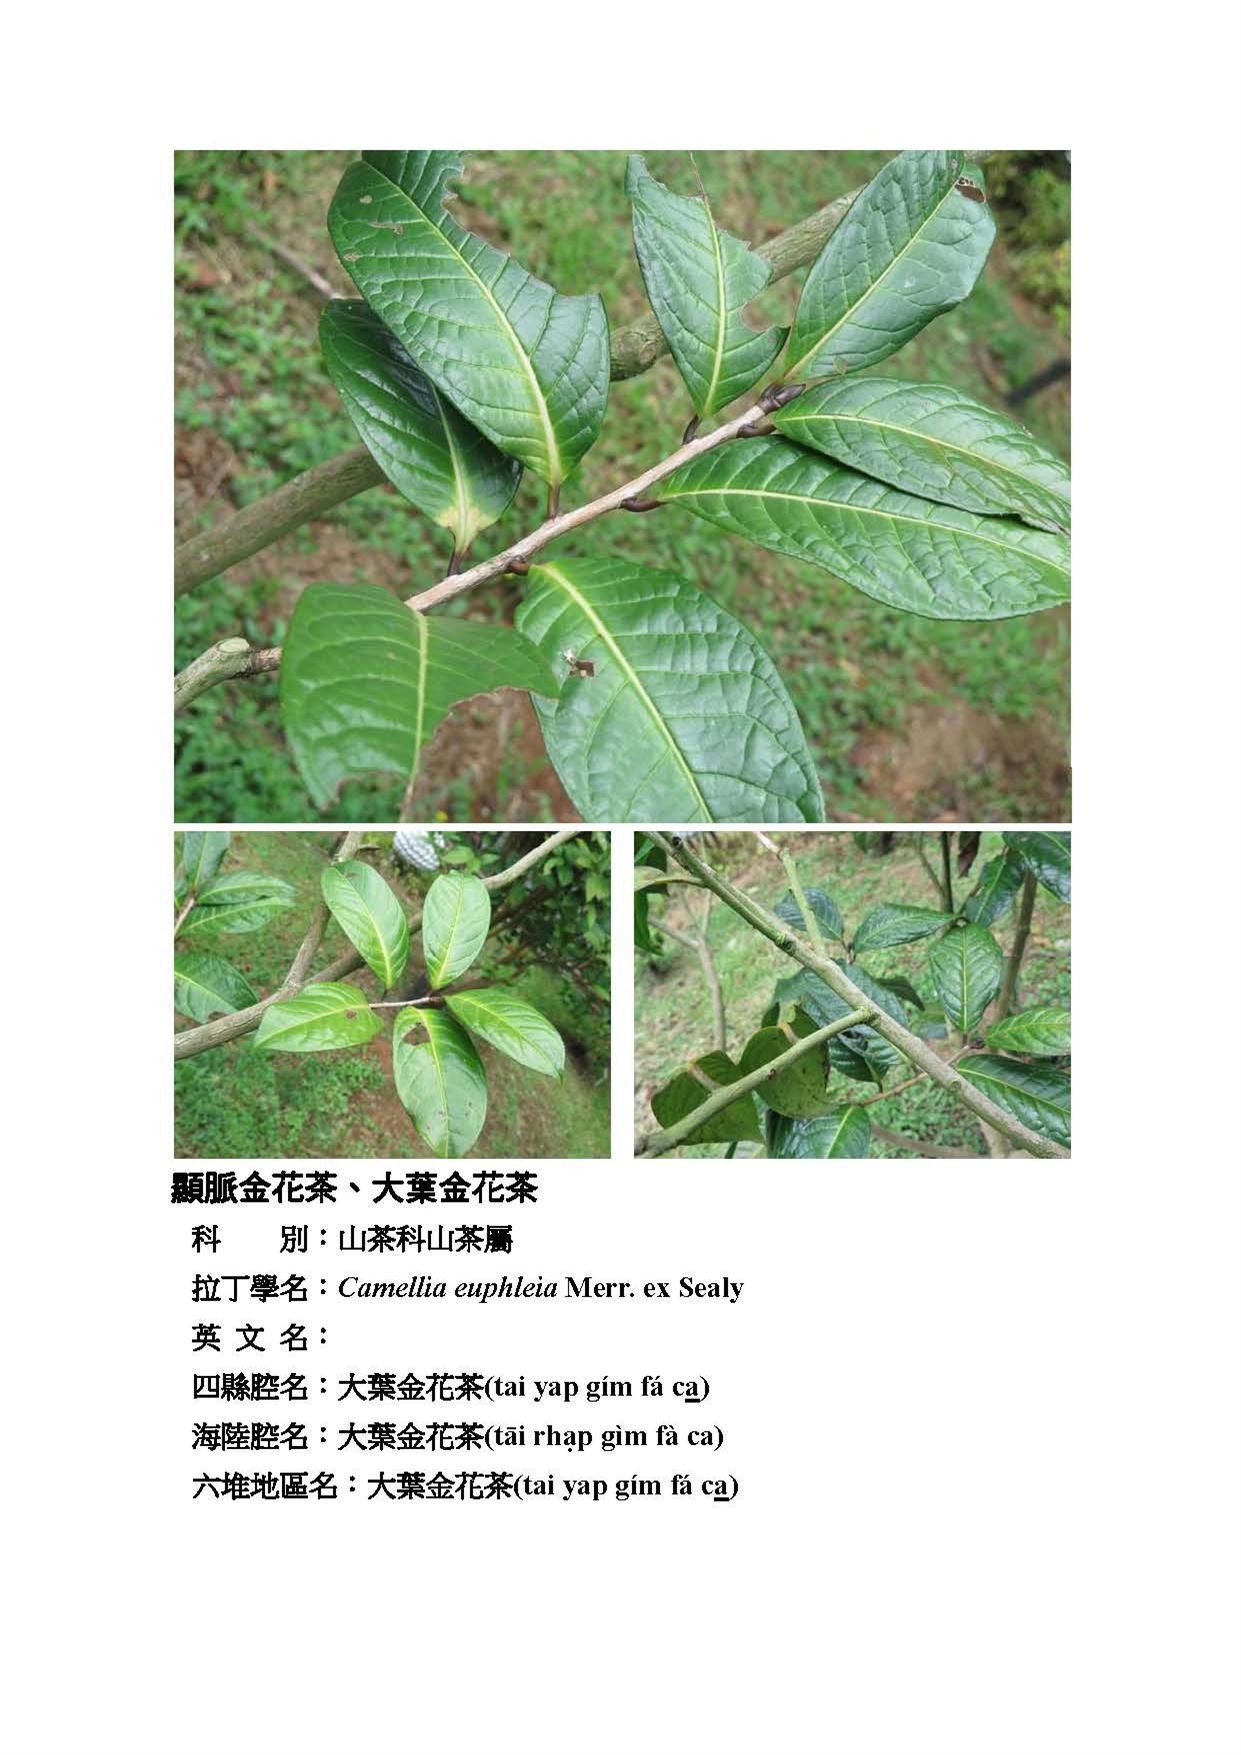 顯脈金花茶、大葉金花茶
科　　別：山茶科山茶屬
拉丁學名：Camellia euphleia Merr. ex Sealy
英 文 名：
四縣腔名：大葉金花茶(tai yap gím fá ca̲)
海陸腔名：大葉金花茶(tāi rhạp gìm fà ca)
六堆地區名：大葉金花茶(tai yap gím fá ca̲)